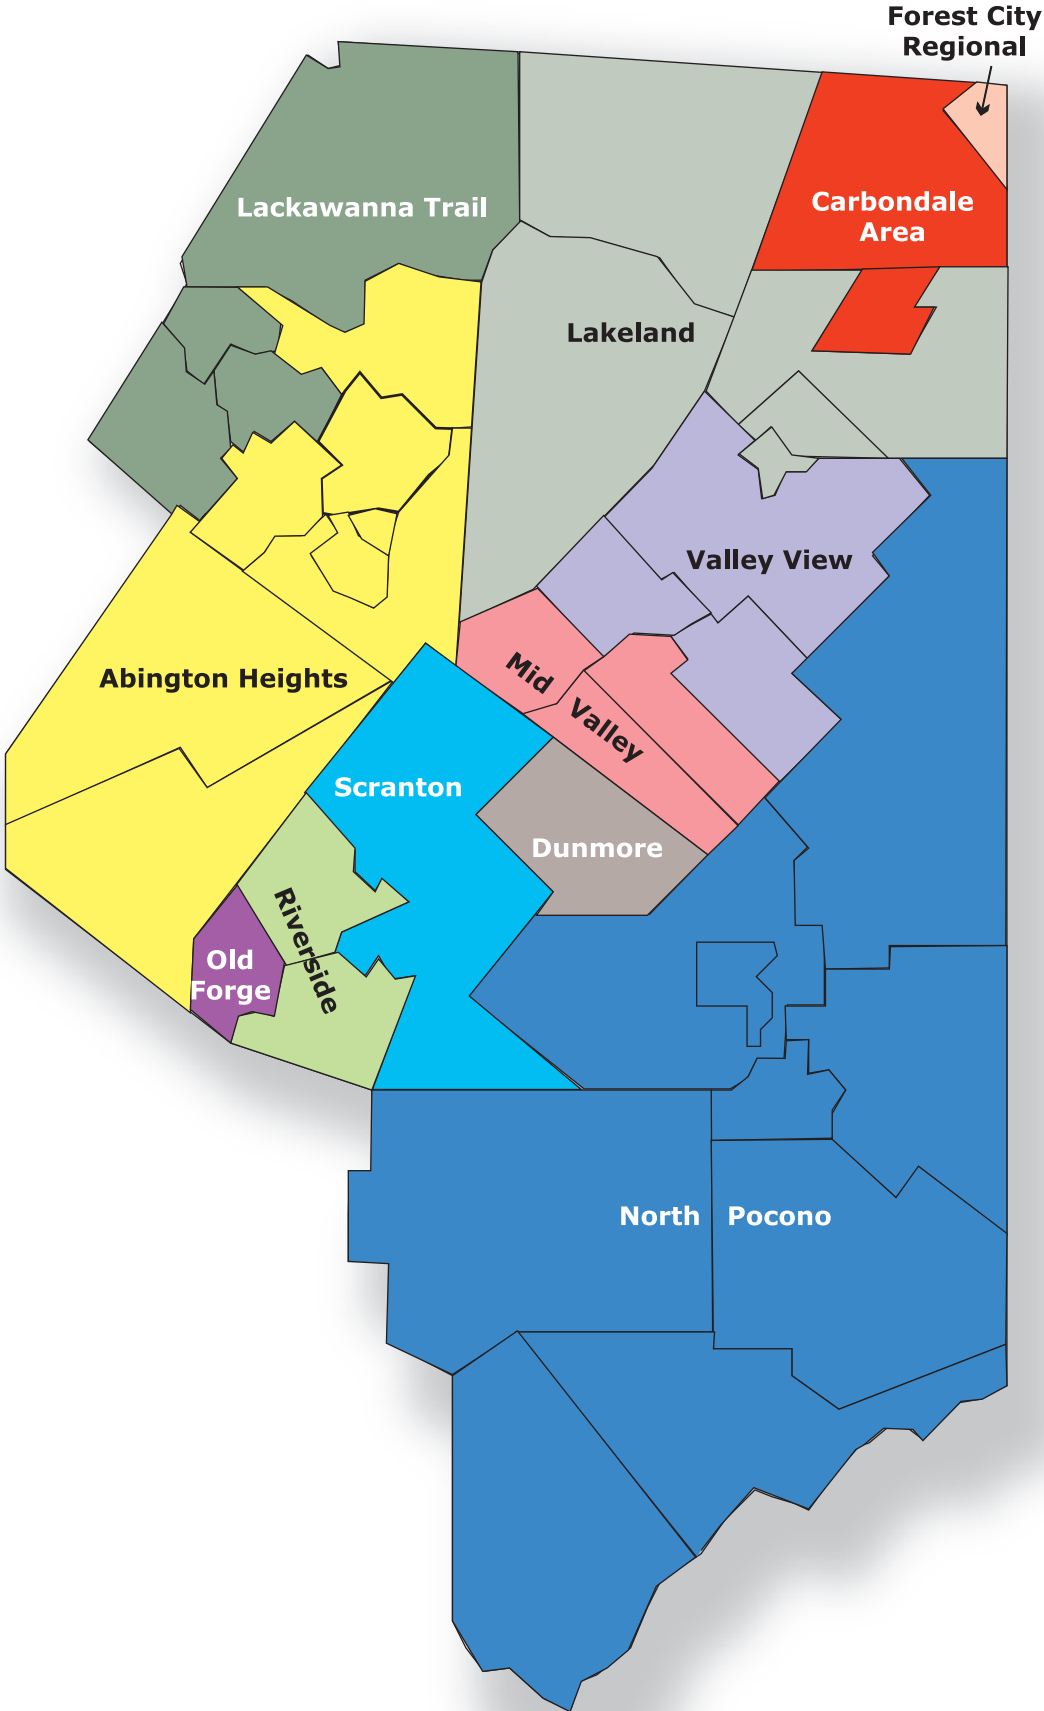 Forest City
Regional
Lackawanna Trail
Carbondale
Area
Lakeland
Valley View
Mid
Valley
Abington Heights
Scranton
Dunmore
Riverside
Old
Forge
North Pocono